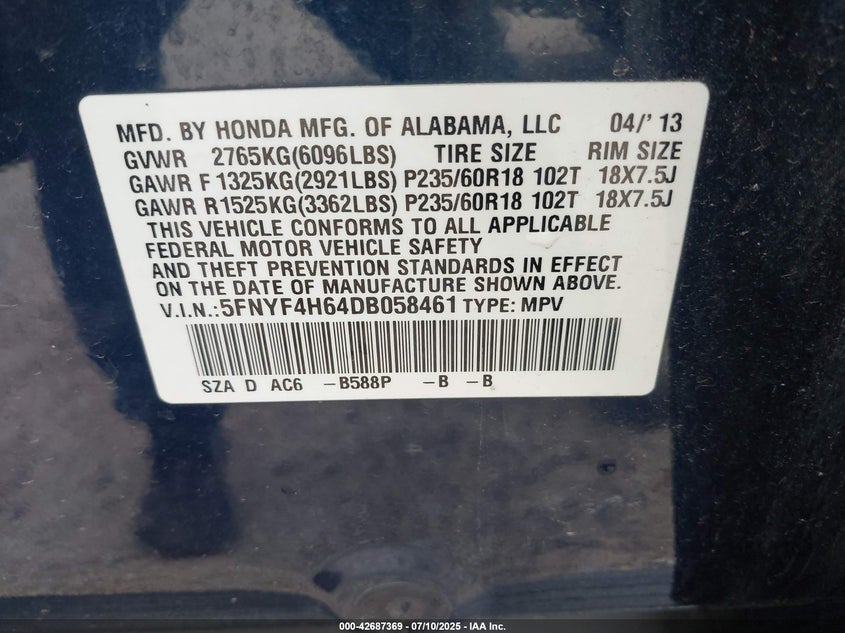 MFD. BY HONDA MFG. OF ALABAMA, LLC 04/' 13
GVWR 2765KG(6096LBS) TIRE SIZE RIM SIZE
GAWR F 1325KG(2921LBS) P235/60R18 102T 18X7.5J
GAWR R1525KG(3362LBS) P235/60R18 102T 18X7.5J
THIS VEHICLE CONFORMS TO ALL APPLICABLE
FEDERAL MOTOR VEHICLE SAFETY
AND THEFT PREVENTION STANDARDS IN EFFECT
ON THE DATE OF MANUFACTURE SHOWN ABOVE.
V.I.N.:5FNYF4H64DB058461 TYPE: MPV
SZA D AC6 -B588P -B -B
000-42687369 - 07/10/2025 - IAA Inc.